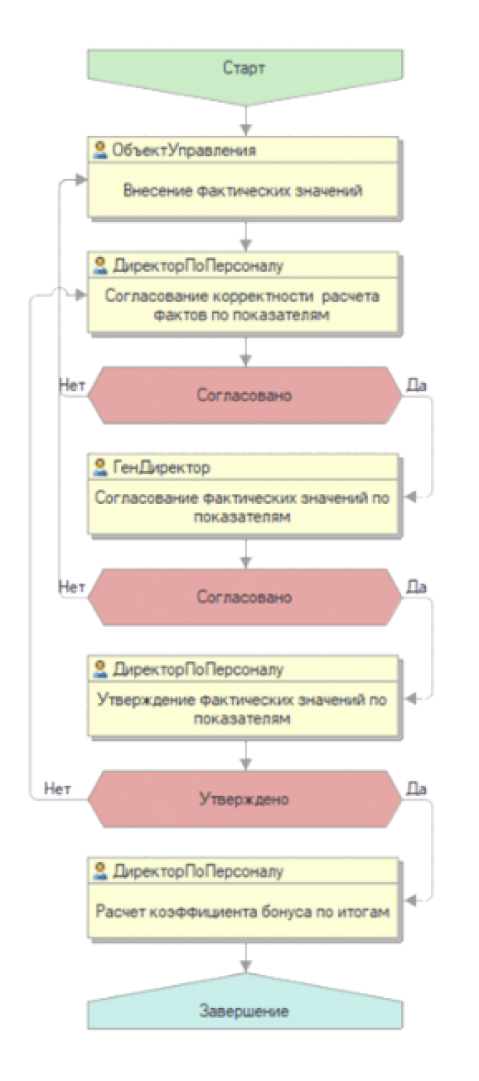 Старт
ОбъектУправления
Внесение фактических значений
ДиректорПоПерсоналу
Согласование корректности расчета
фактов по показателям
Нет
Согласовано
Да
ГенДиректор
Согласование фактических значений по
показателям
Нет
Согласовано
Да
ДиректорПоПерсоналу
Утверждение фактических значений по
показателям
Нет
Утверждено
Да
ДиректорПоПерсоналу
Расчет коэффициента бонуса по итогам
Завершение